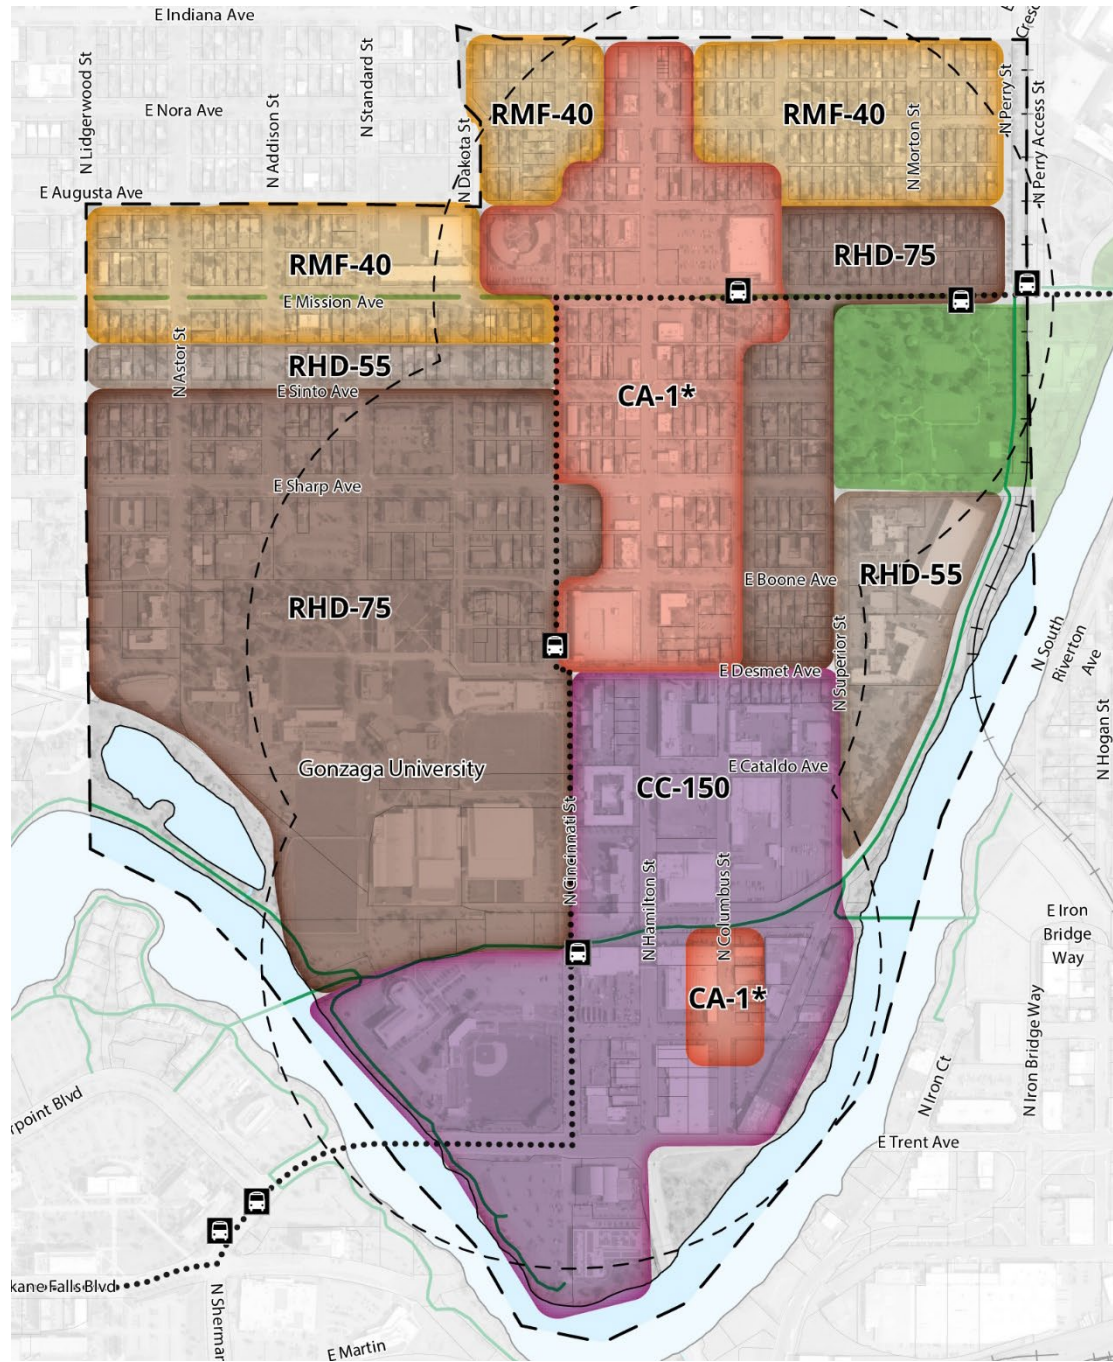 E Indiana Ave
Cresc
N Lidgerwood St
E Nora Ave
N Addison St
N Standard St
N Dakota St
RMF-40
RMF-40
N Morton St
N Perry St
N Perry Access St
E Augusta Ave
RMF-40
RHD-75
E Mission Ave
N Astor St
RHD-55
E Sinto Ave
CA-1*
E Sharp Ave
RHD-75
E Boone Ave
RHD-55
N Superior St
E Desmet Ave
N South
Riverton
Ave
N Hogan St
Gonzaga University
E Cataldo Ave
CC-150
N Cincinnati St
N Hamilton St
N Columbus St
E Iron
Bridge
Way
CA-1*
N Iron Ct
N Iron Bridge Way
rpoint Blvd
E Trent Ave
kane Falls Blvd
N Sherman
E Martin